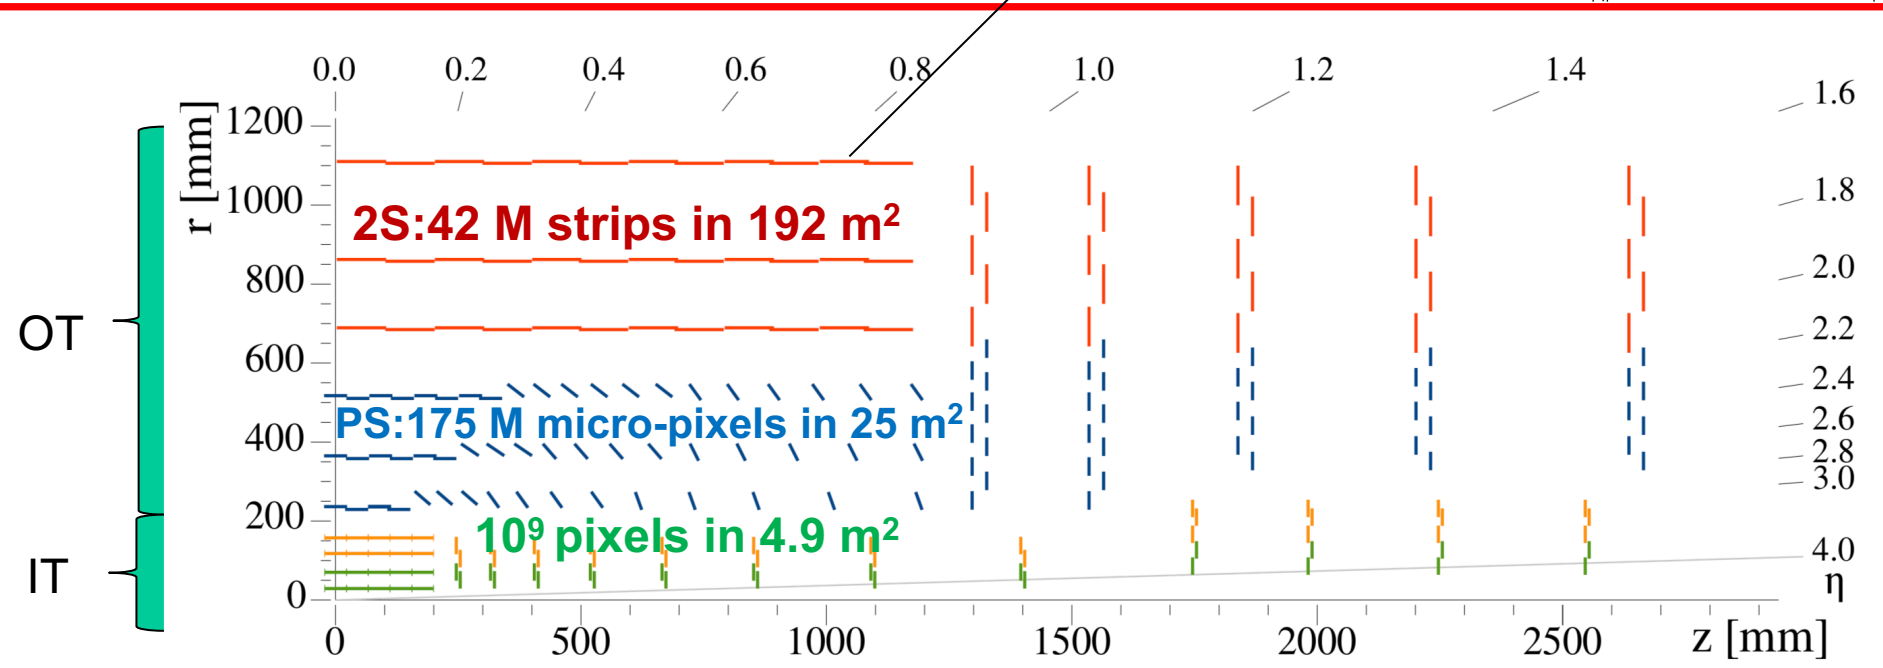 0.0 0.2 0.4 0.6 0.8 1.0 1.2 1.4 1.6
r [mm]
1200
1000
800
600
400
200
0
1.8
2.0
2.2
2.4
2.6
2.8
3.0
4.0
η
2S:42 M strips in 192 m²
OT
PS:175 M micro-pixels in 25 m²
10⁹ pixels in 4.9 m²
IT
0 500 1000 1500 2000 2500 z [mm]